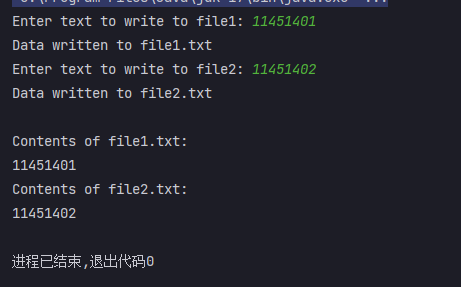 Enter text to write to file1: 11451401
Data written to file1.txt
Enter text to write to file2: 11451402
Data written to file2.txt
Contents of file1.txt:
11451401
Contents of file2.txt:
11451402
进程已结束,退出代码0